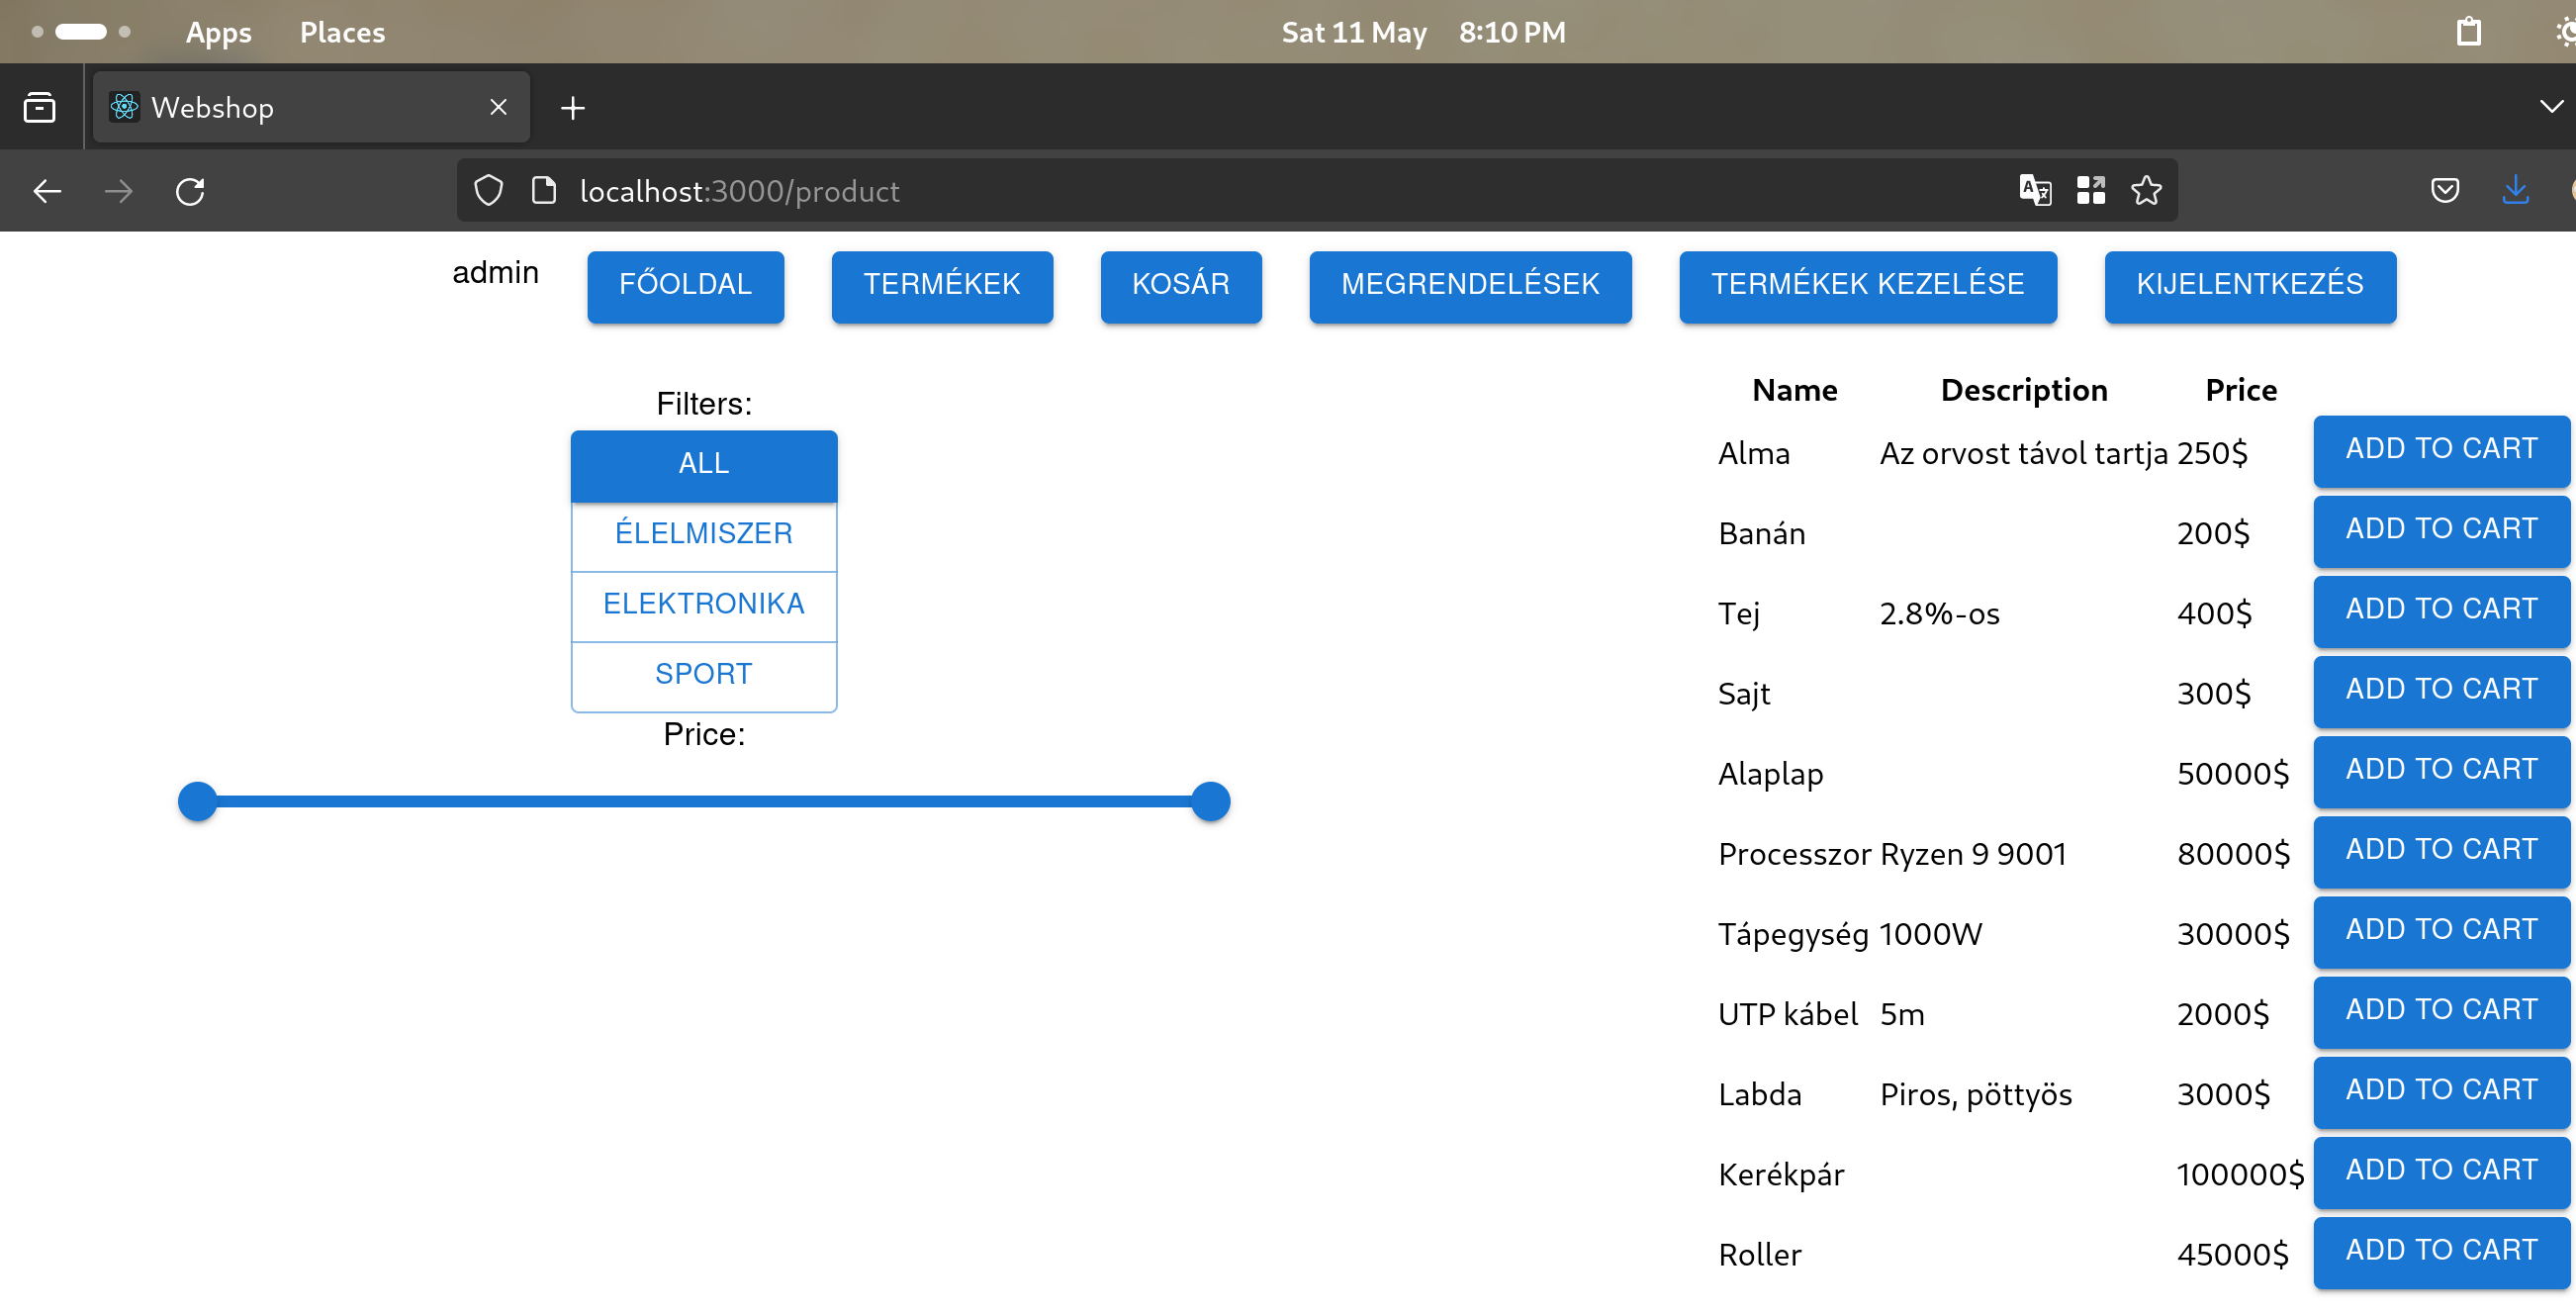 Apps Places Sat 11 May 8:10 PM
Webshop
localhost:3000/product
admin FŐOLDAL TERMÉKEK KOSÁR MEGRENDELÉSEK TERMÉKEK KEZELÉSE KIJELENTKEZÉS
Filters:
ALL
ÉLELMISZER
ELEKTRONIKA
SPORT
Price:
Name Description Price
Alma Az orvost távol tartja 250$ ADD TO CART
Banán 200$ ADD TO CART
Tej 2.8%-os 400$ ADD TO CART
Sajt 300$ ADD TO CART
Alaplap 50000$ ADD TO CART
Processzor Ryzen 9 9001 80000$ ADD TO CART
Tápegység 1000W 30000$ ADD TO CART
UTP kábel 5m 2000$ ADD TO CART
Labda Piros, pöttyös 3000$ ADD TO CART
Kerékpár 100000$ ADD TO CART
Roller 45000$ ADD TO CART